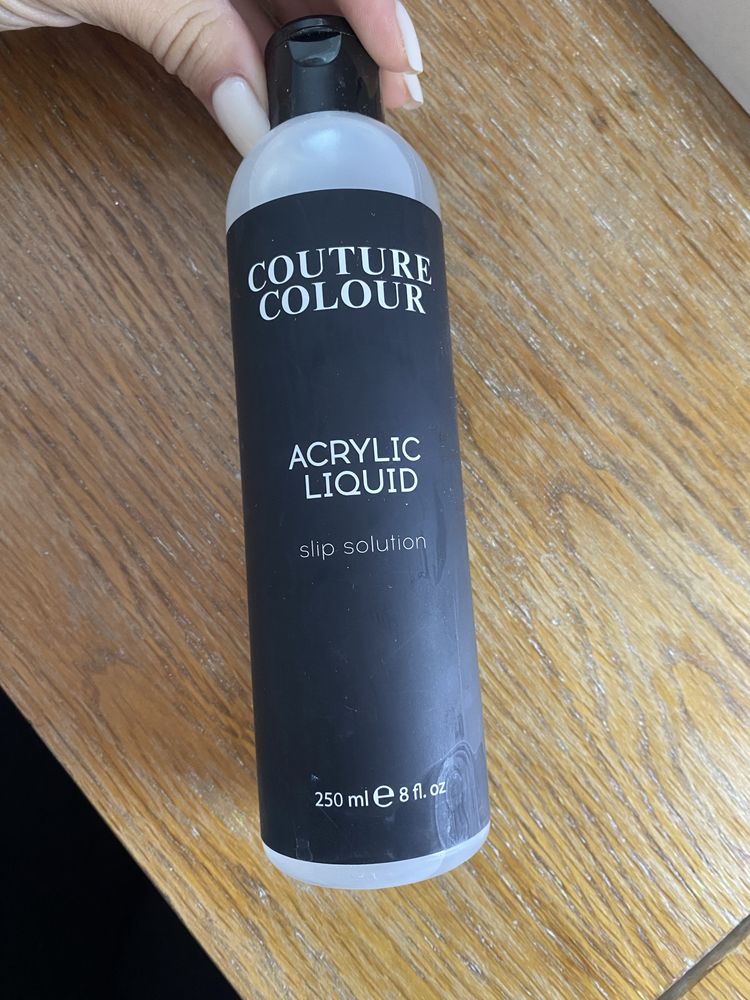 COUTURE
COLOUR
ACRYLIC
LIQUID
slip solution
250 ml ℮ 8 fl. oz